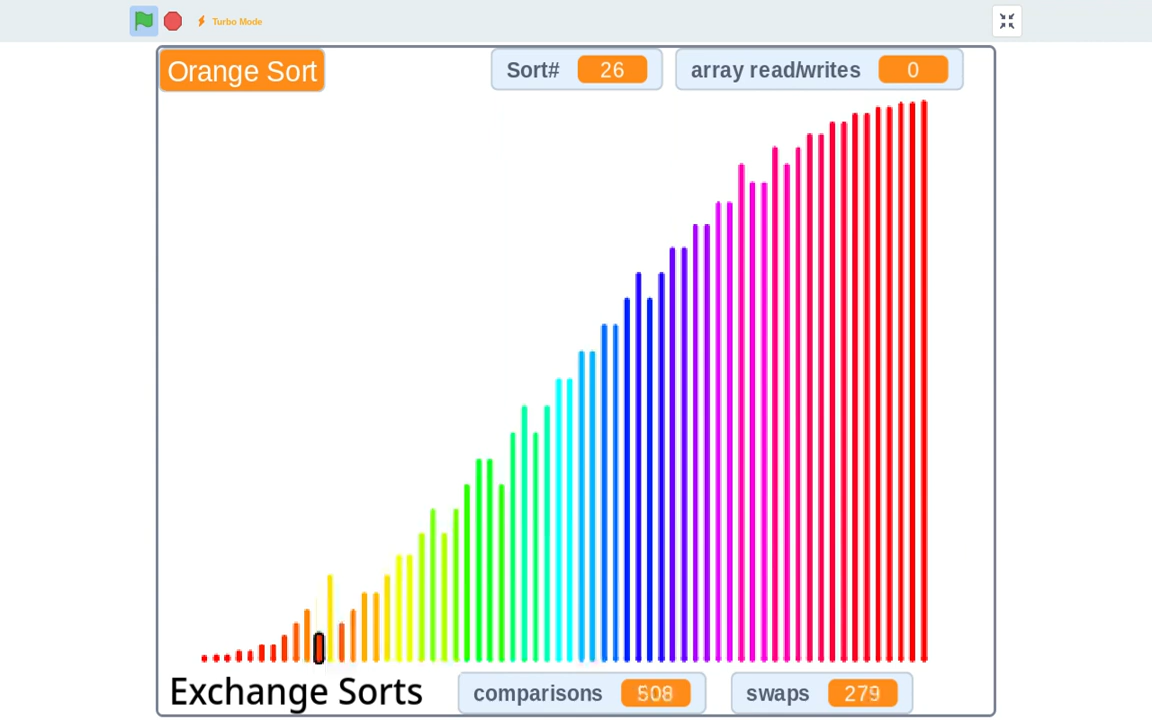 Turbo Mode
Orange Sort
Sort# 26
array read/writes 0
Exchange Sorts
comparisons 508
swaps 279